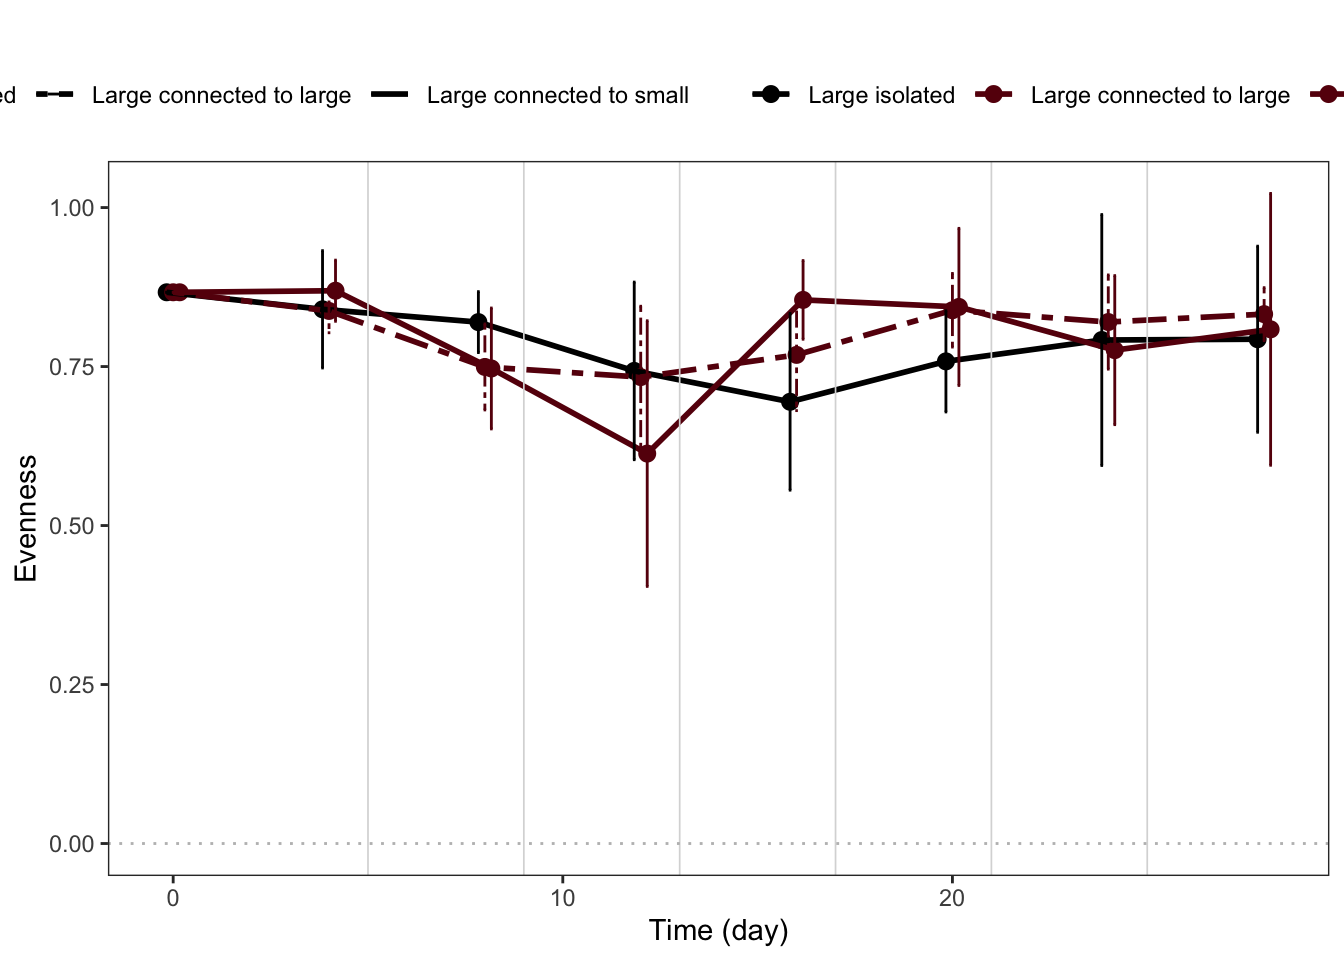 ed Large connected to large Large connected to small Large isolated Large connected to large
1.00
0.75
0.50
0.25
0.00
Evenness
0 10 20
Time (day)